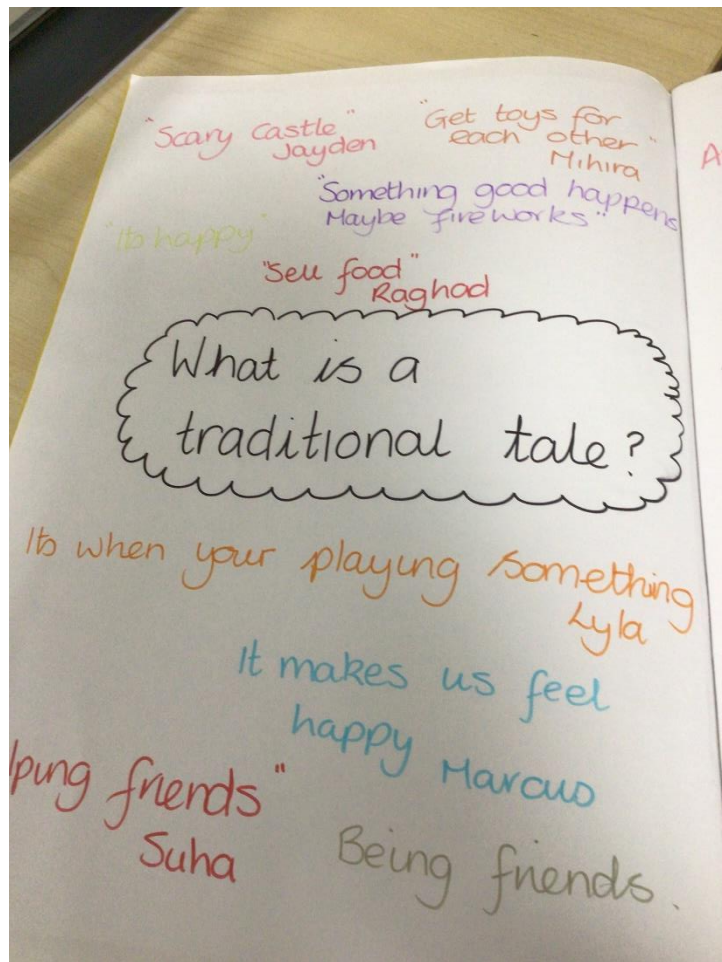 "Scary Castle"
Jayden
"Get toys for
each other"
Mihira
"Something good happens
Maybe fireworks"
"Its happy"
"Sell food"
Raghad
What is a
traditional tale?
Its when your playing something
Lyla
It makes us feel
happy Marcus
lping friends"
Suha
Being friends.
A